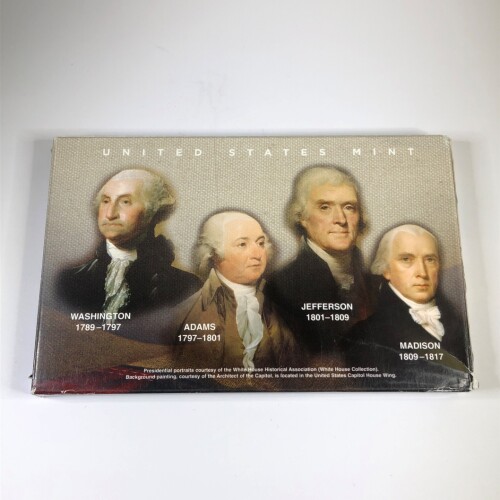 UNITED STATES MINT
WASHINGTON
1789–1797
ADAMS
1797–1801
JEFFERSON
1801–1809
MADISON
1809–1817
Presidential portraits courtesy of the White House Historical Association (White House Collection).
Background painting, courtesy of the Architect of the Capitol, is located in the United States Capitol House Wing.